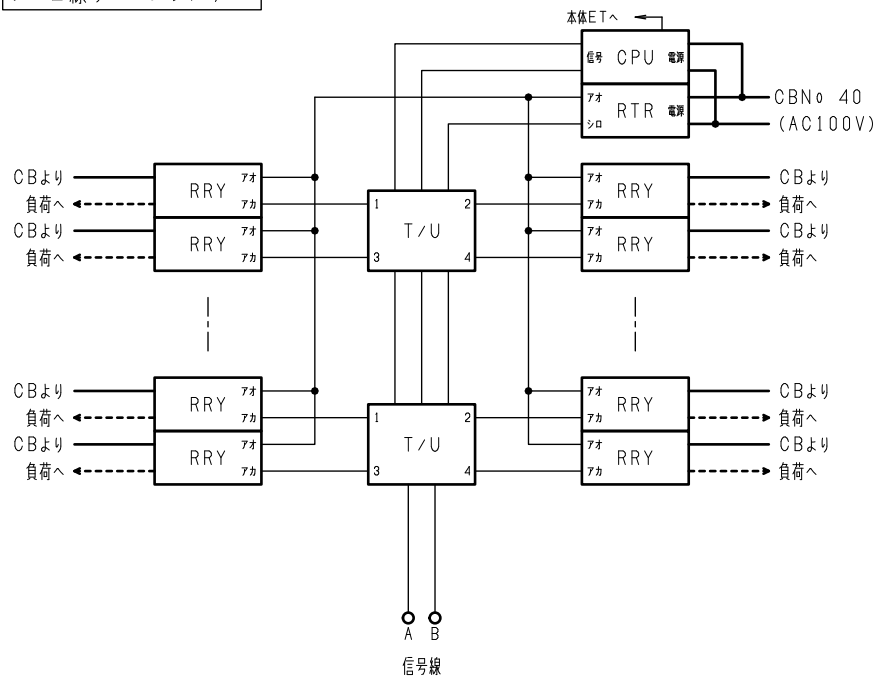 本体ETへ
信号 CPU 電源
アオ RTR 電源
シロ
CBNo 40
(AC100V)
CBより RRY アオ
負荷へ アカ
CBより RRY アオ
負荷へ アカ
1 2
T/U
3 4
アオ RRY CBより
アカ 負荷へ
アオ RRY CBより
アカ 負荷へ
CBより RRY アオ
負荷へ アカ
CBより RRY アオ
負荷へ アカ
1 2
T/U
3 4
アオ RRY CBより
アカ 負荷へ
アオ RRY CBより
アカ 負荷へ
A B
信号線